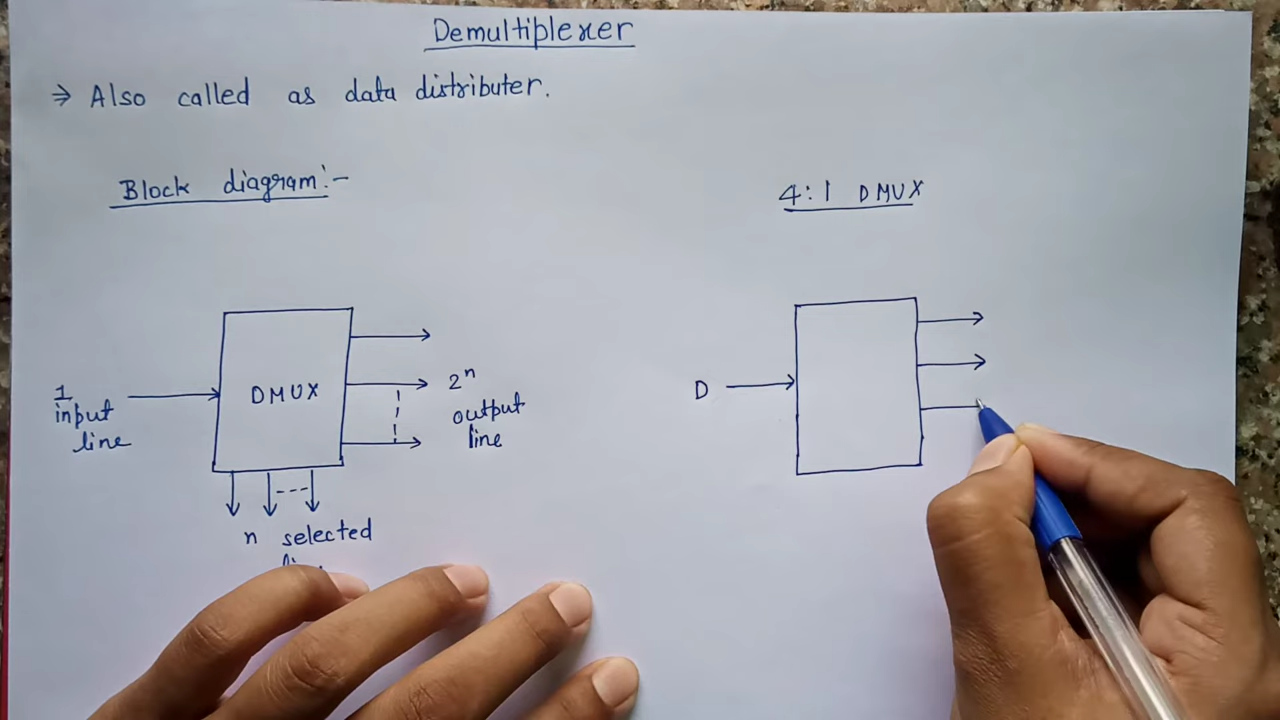 Demultiplexer
⇒ Also called as data distributer.
Block diagram:-
1
input
line
DMUX
2ⁿ
output
line
n selected
4:1 DMUX
D